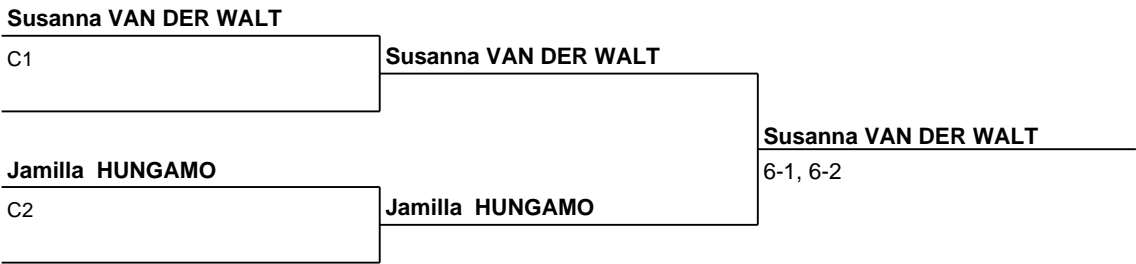 Susanna VAN DER WALT
C1
Susanna VAN DER WALT
Susanna VAN DER WALT
6-1, 6-2
Jamilla HUNGAMO
C2
Jamilla HUNGAMO